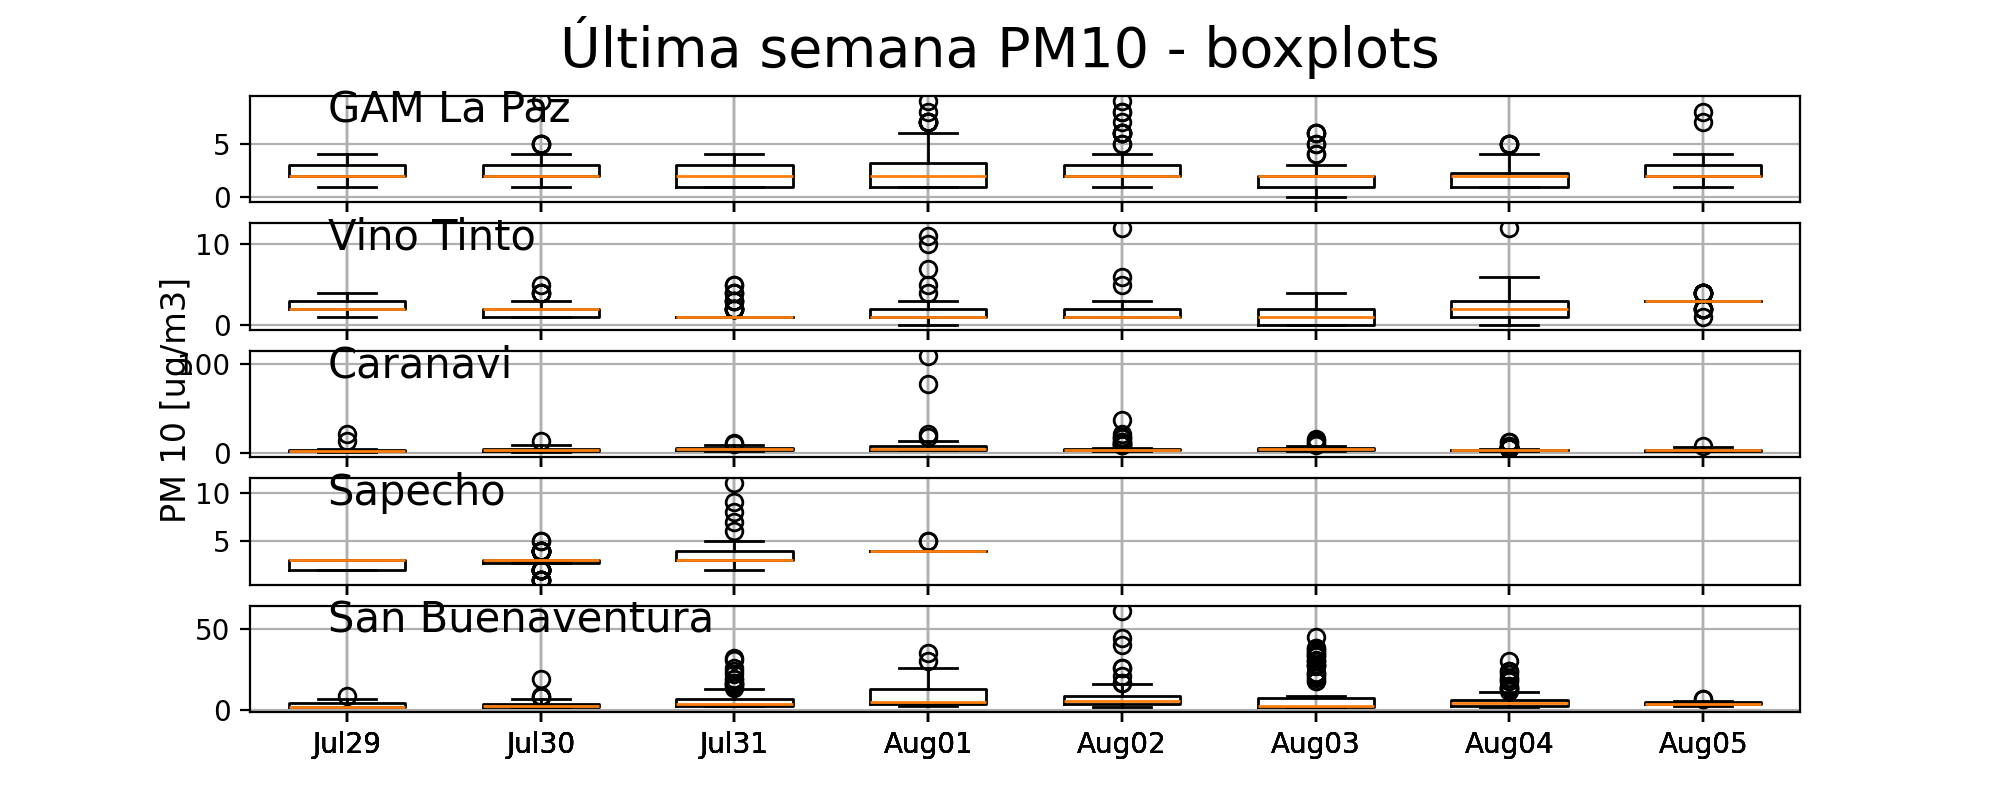 Última semana PM10 - boxplots
GAM La Paz
5
0
Vino Tinto
10
0
PM 10 [ug/m3]
Caranavi
100
0
Sapecho
10
5
San Buenaventura
50
0
Jul29 Jul30 Jul31 Aug01 Aug02 Aug03 Aug04 Aug05